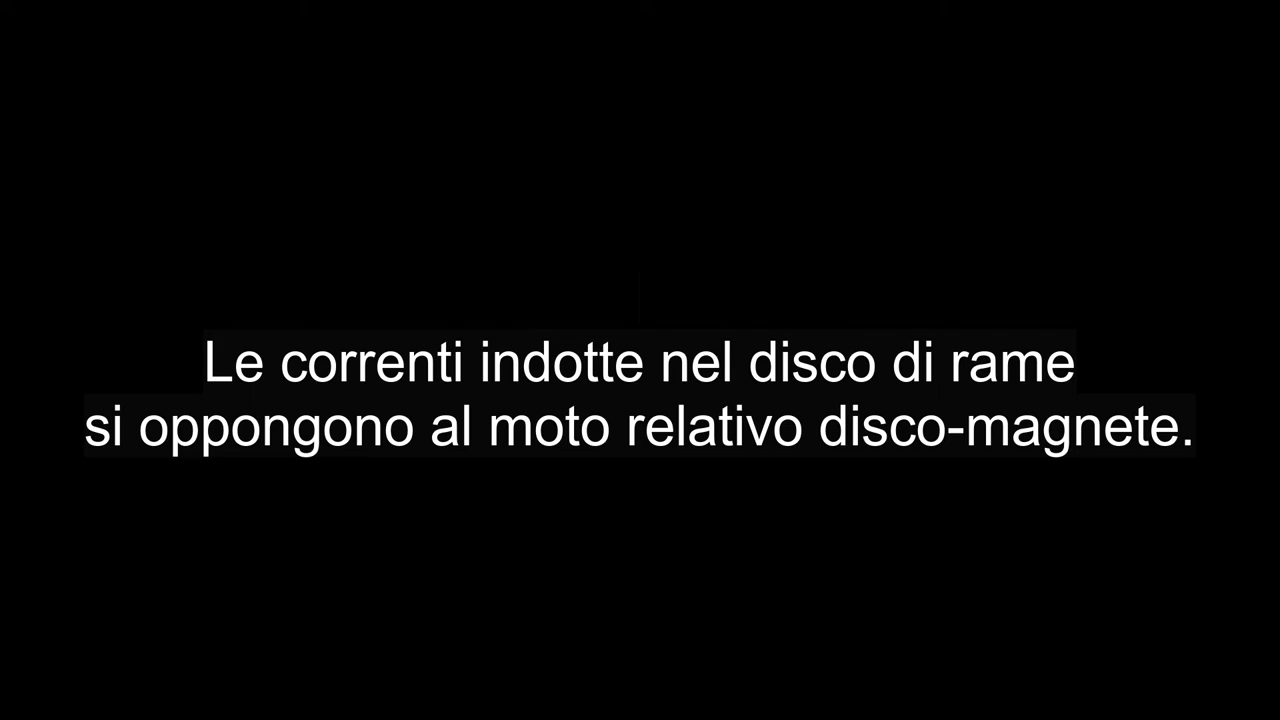 Le correnti indotte nel disco di rame
si oppongono al moto relativo disco-magnete.